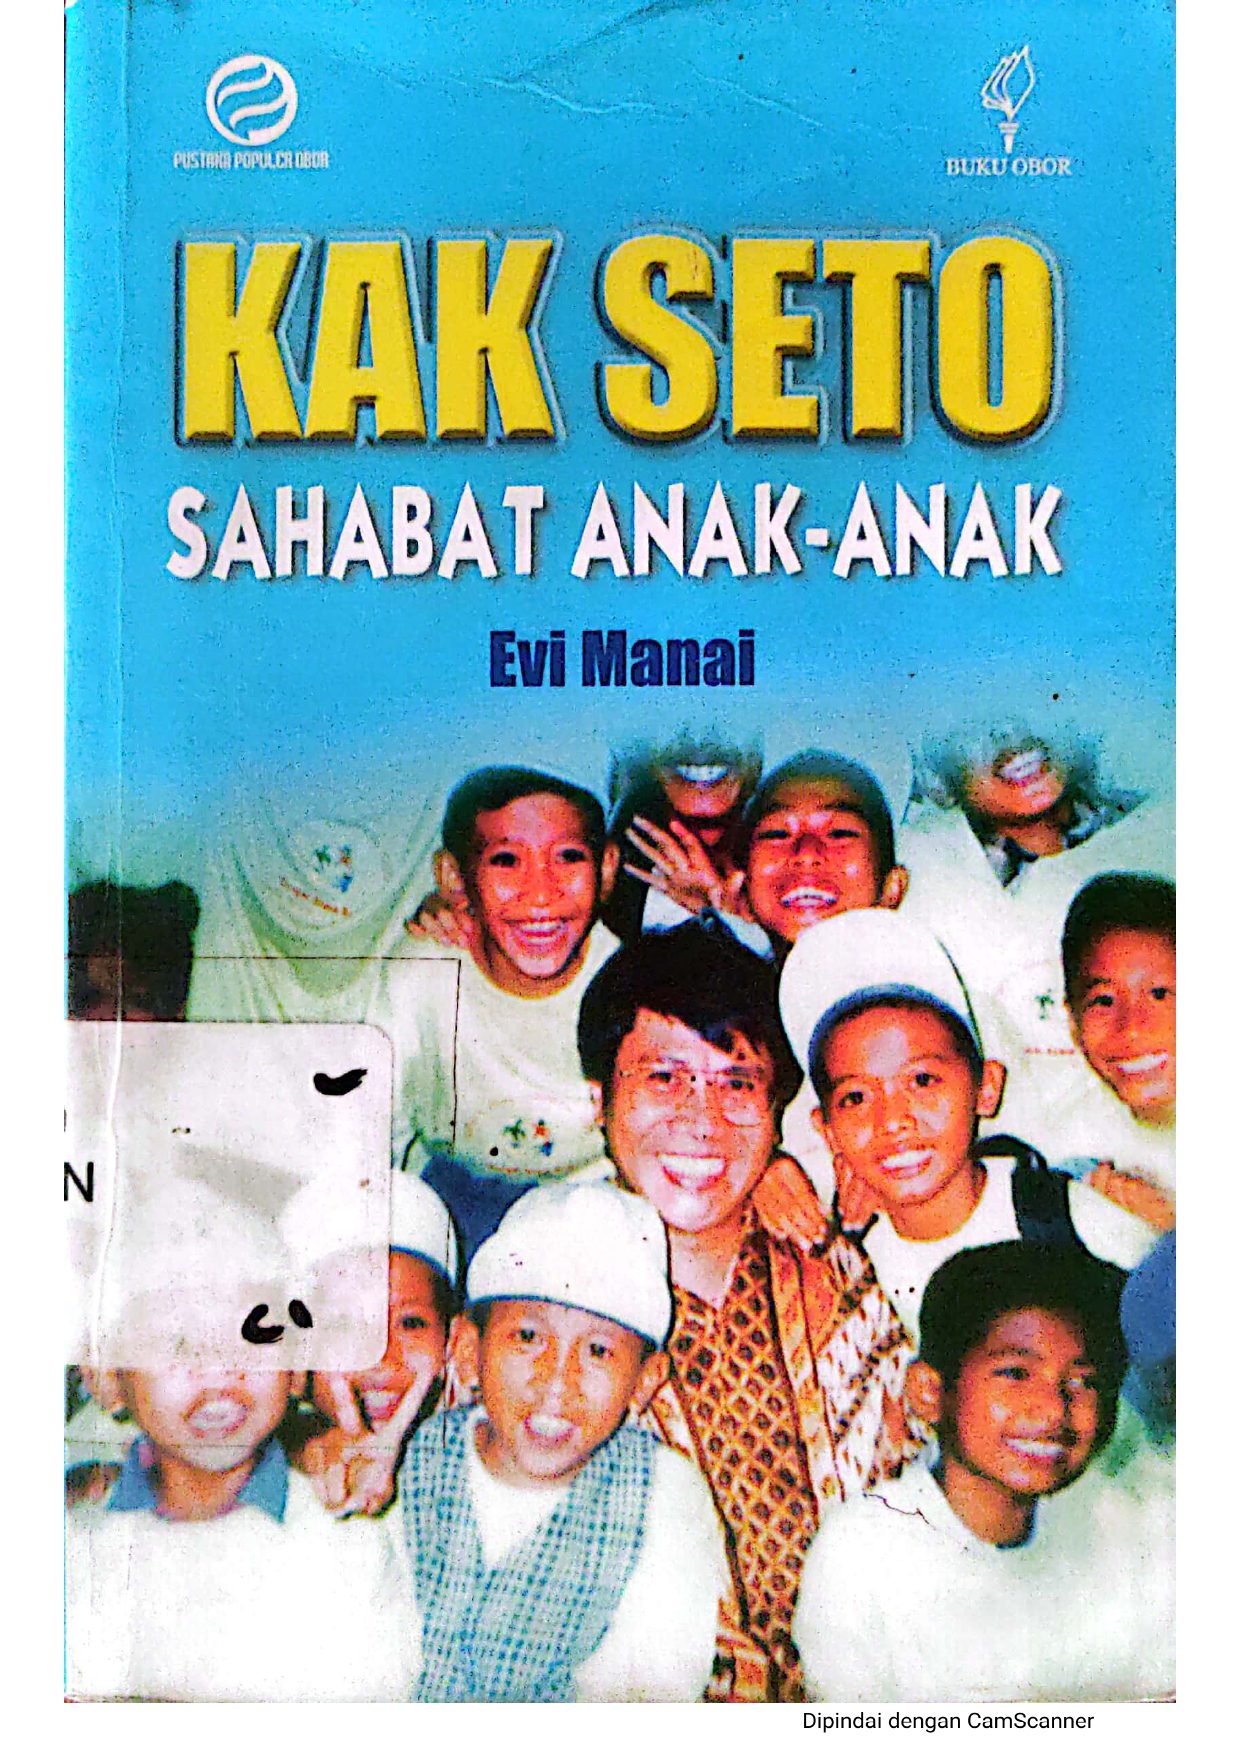 PUSTAKA POPULER OBOR
BUKU OBOR
KAK SETO
SAHABAT ANAK-ANAK
Evi Manai
N
Dipindai dengan CamScanner